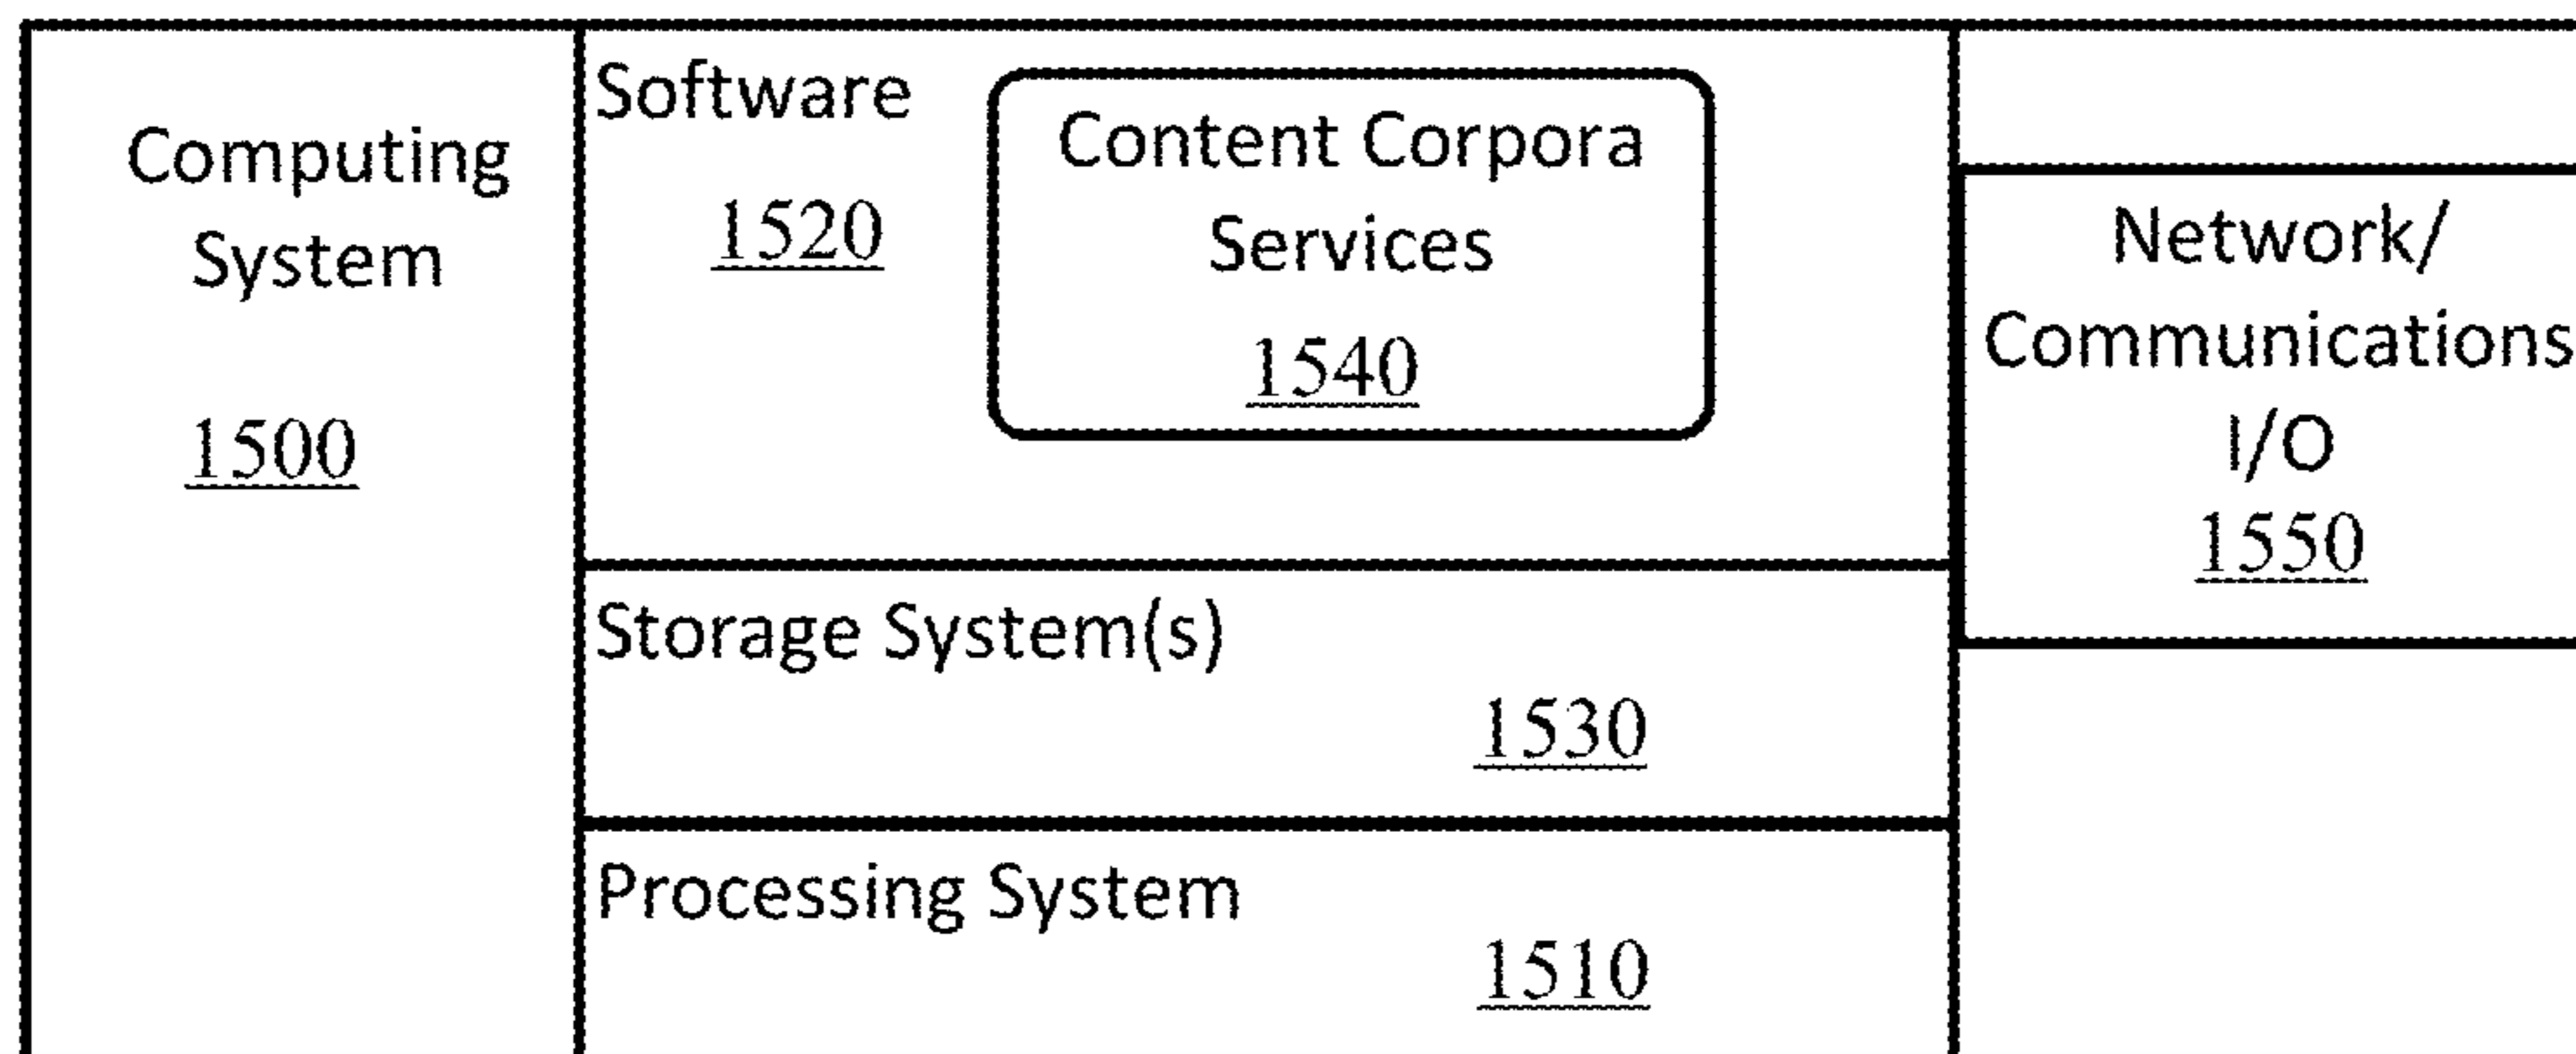 Computing
System
1500
Software
1520
Content Corpora
Services
1540
Storage System(s)
1530
Processing System
1510
Network/
Communications
I/O
1550